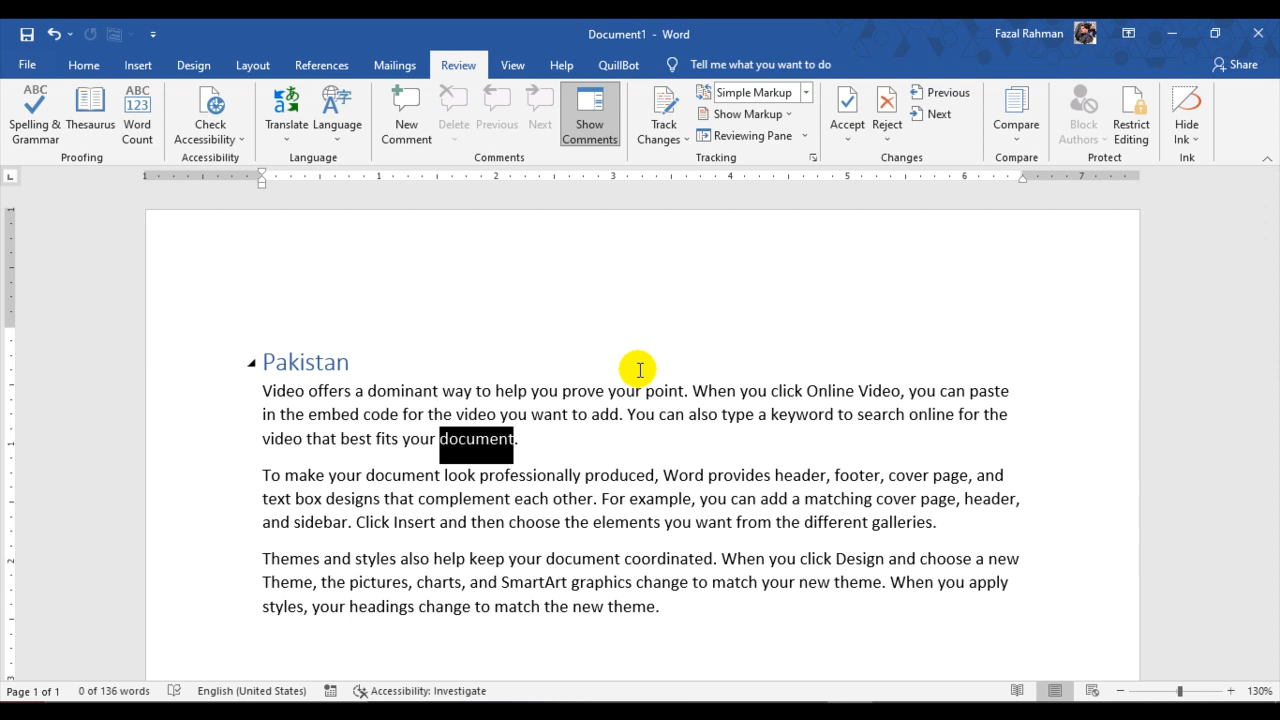 Document1 - Word
Fazal Rahman
File Home Insert Design Layout References Mailings Review View Help QuillBot Tell me what you want to do Share
ABC
Spelling & Grammar
Thesaurus
ABC
123
Word Count
Check Accessibility
Translate
Language
New Comment
Delete
Previous
Next
Show Comments
Track Changes
Simple Markup
Show Markup
Reviewing Pane
Accept
Reject
Previous
Next
Compare
Block Authors
Restrict Editing
Hide Ink
Proofing Accessibility Language Comments Tracking Changes Compare Protect Ink
1 1 2 3 4 5 6 7
Pakistan
Video offers a dominant way to help you prove your point. When you click Online Video, you can paste
in the embed code for the video you want to add. You can also type a keyword to search online for the
video that best fits your document.
To make your document look professionally produced, Word provides header, footer, cover page, and
text box designs that complement each other. For example, you can add a matching cover page, header,
and sidebar. Click Insert and then choose the elements you want from the different galleries.
Themes and styles also help keep your document coordinated. When you click Design and choose a new
Theme, the pictures, charts, and SmartArt graphics change to match your new theme. When you apply
styles, your headings change to match the new theme.
Page 1 of 1 0 of 136 words English (United States) Accessibility: Investigate 130%